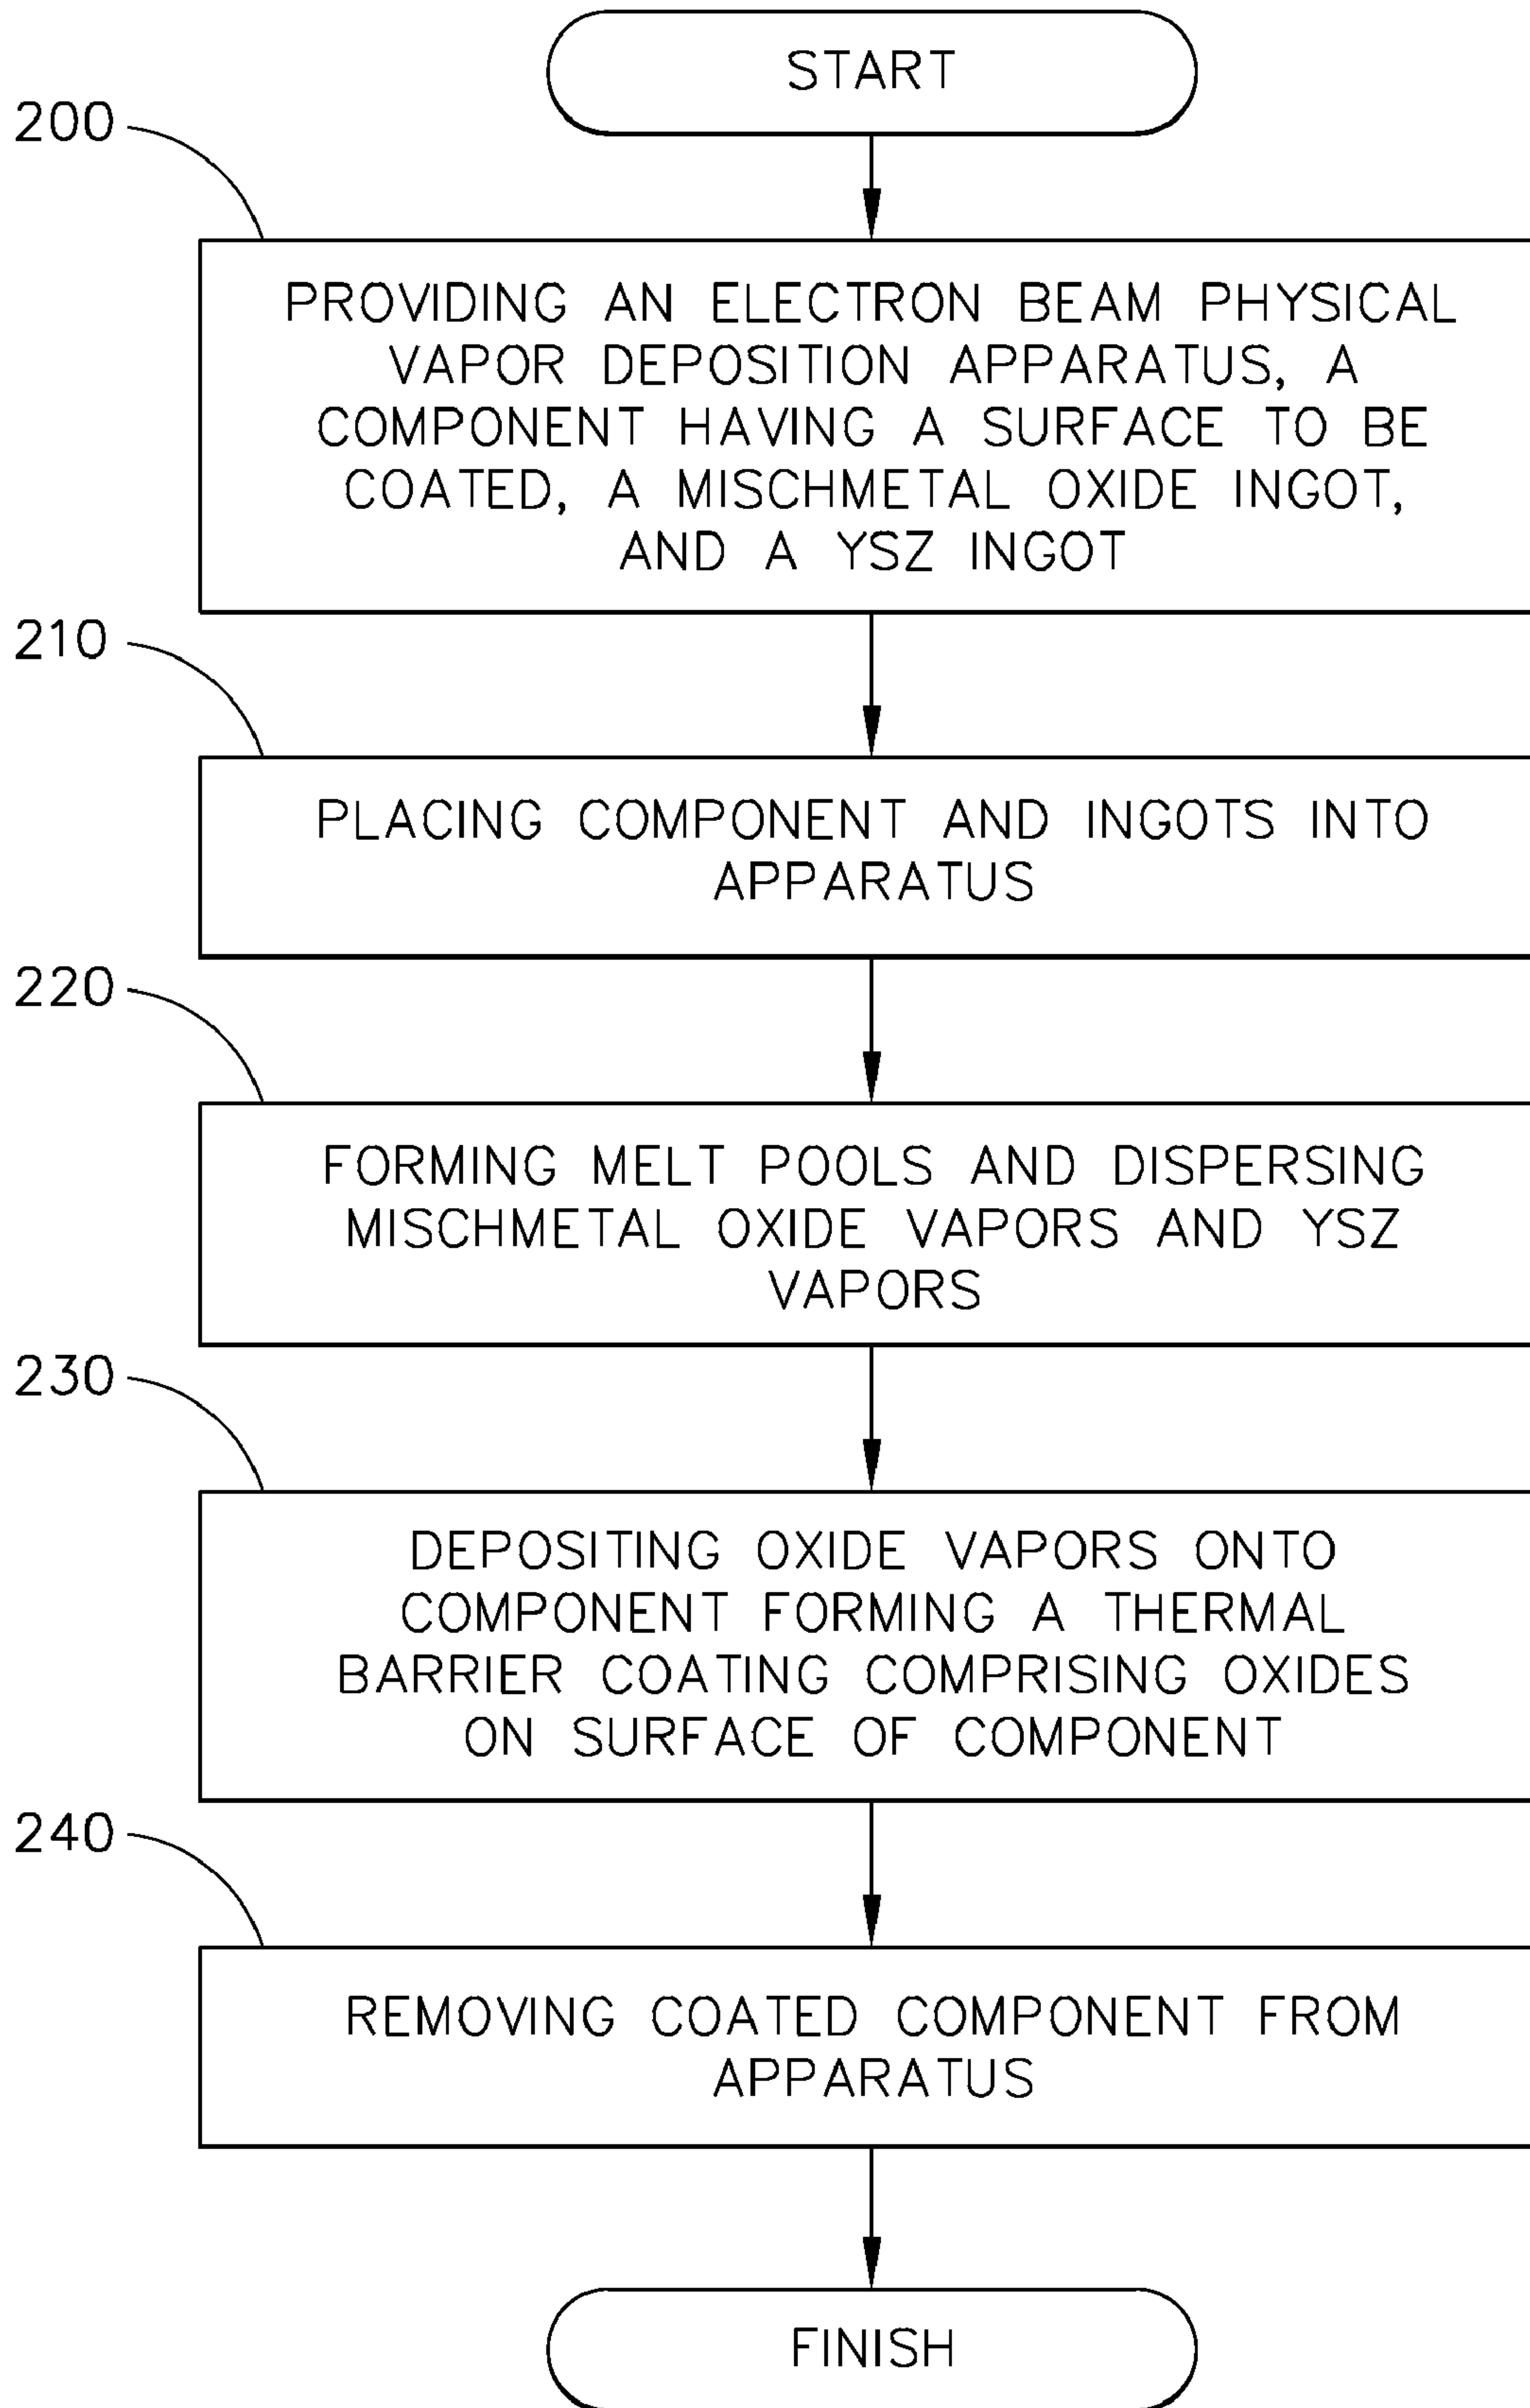 START
200
PROVIDING AN ELECTRON BEAM PHYSICAL
VAPOR DEPOSITION APPARATUS, A
COMPONENT HAVING A SURFACE TO BE
COATED, A MISCHMETAL OXIDE INGOT,
AND A YSZ INGOT
210
PLACING COMPONENT AND INGOTS INTO
APPARATUS
220
FORMING MELT POOLS AND DISPERSING
MISCHMETAL OXIDE VAPORS AND YSZ
VAPORS
230
DEPOSITING OXIDE VAPORS ONTO
COMPONENT FORMING A THERMAL
BARRIER COATING COMPRISING OXIDES
ON SURFACE OF COMPONENT
240
REMOVING COATED COMPONENT FROM
APPARATUS
FINISH